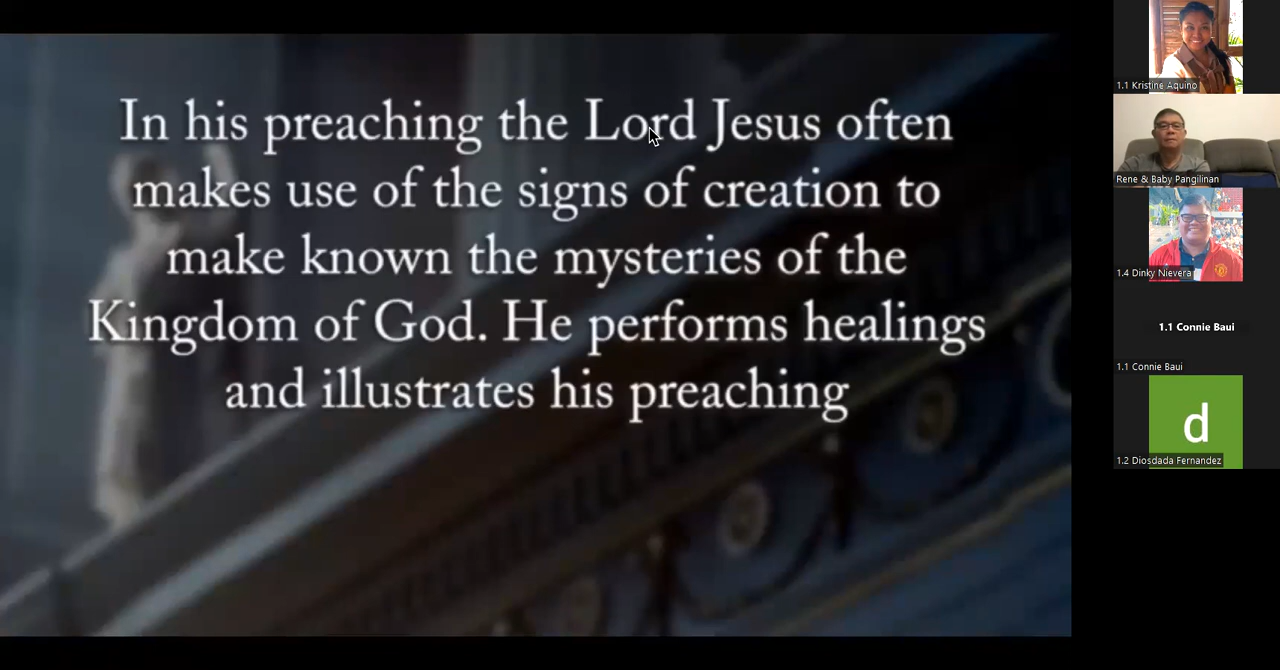 In his preaching the Lord Jesus often
makes use of the signs of creation to
make known the mysteries of the
Kingdom of God. He performs healings
and illustrates his preaching
1.1 Kristine Aquino
Rene & Baby Pangilinan
1.4 Dinky Nievera
1.1 Connie Baui
1.1 Connie Baui
d
1.2 Diosdada Fernandez